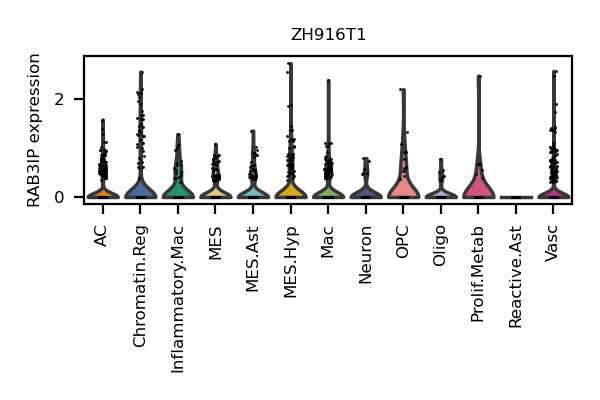 ZH916T1
RAB3IP expression
2
0
AC
Chromatin.Reg
Inflammatory.Mac
MES
MES.Ast
MES.Hyp
Mac
Neuron
OPC
Oligo
Prolif.Metab
Reactive.Ast
Vasc